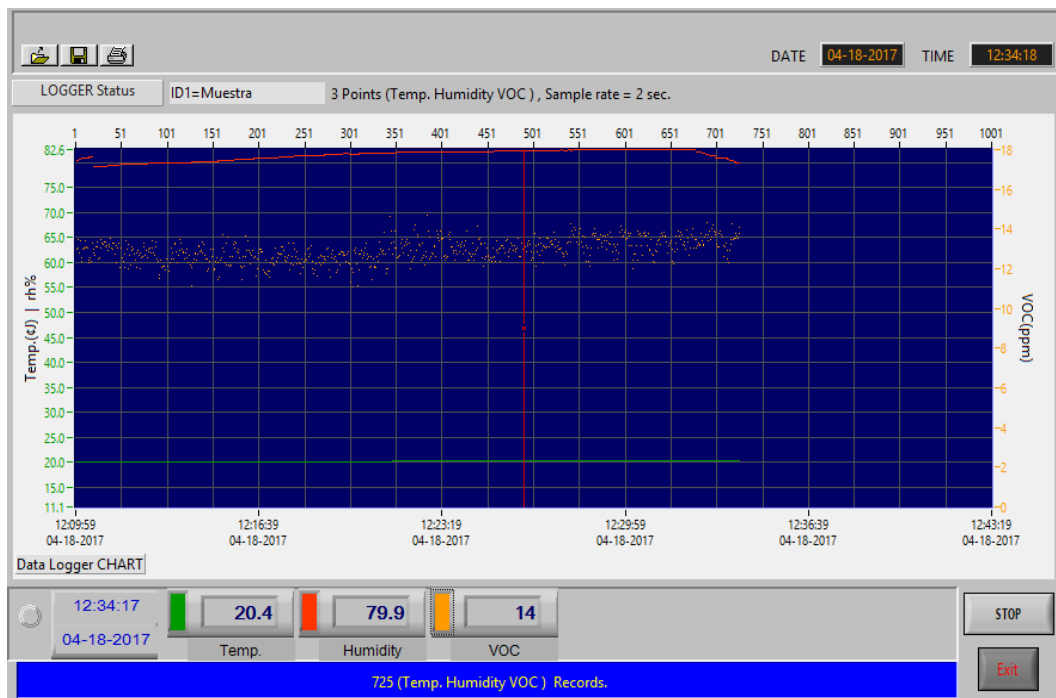 DATE 04-18-2017 TIME 12:34:18
LOGGER Status ID1=Muestra 3 Points (Temp. Humidity VOC ) , Sample rate = 2 sec.
1 51 101 151 201 251 301 351 401 451 501 551 601 651 701 751 801 851 901 951 1001
82.6
75.0
70.0
65.0
60.0
55.0
50.0
45.0
40.0
35.0
30.0
25.0
20.0
15.0
11.1
Temp.(¢J) | rh%
18
16
14
12
10
8
6
4
2
0
VOC(ppm)
12:09:59 12:16:39 12:23:19 12:29:59 12:36:39 12:43:19
04-18-2017 04-18-2017 04-18-2017 04-18-2017 04-18-2017 04-18-2017
Data Logger CHART
12:34:17
04-18-2017
20.4 79.9 14
Temp. Humidity VOC
STOP
Exit
725 (Temp. Humidity VOC ) Records.